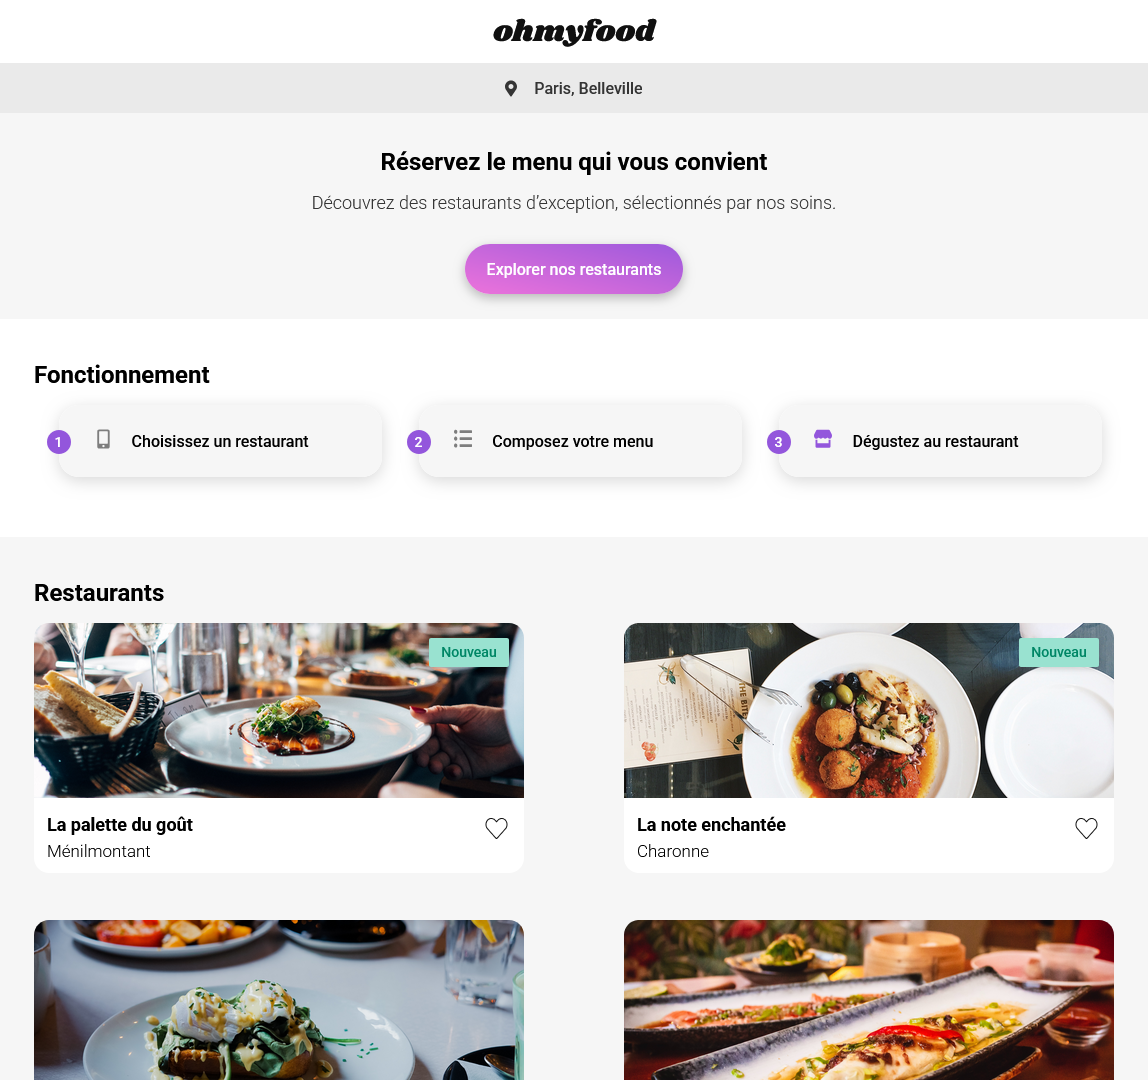 ohmyfood
Paris, Belleville
Réservez le menu qui vous convient
Découvrez des restaurants d’exception, sélectionnés par nos soins.
Explorer nos restaurants
Fonctionnement
1 Choisissez un restaurant
2 Composez votre menu
3 Dégustez au restaurant
Restaurants
Nouveau
Nouveau
La palette du goût
Ménilmontant
La note enchantée
Charonne